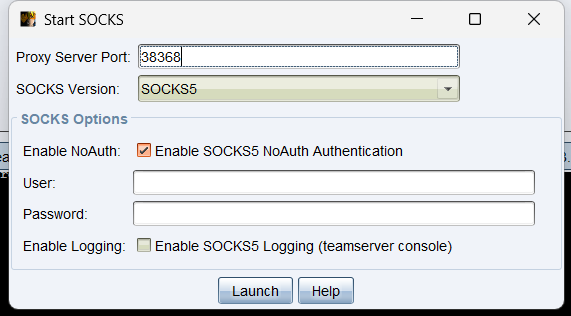 Start SOCKS
Proxy Server Port: 38368
SOCKS Version: SOCKS5
SOCKS Options
Enable NoAuth: Enable SOCKS5 NoAuth Authentication
User:
Password:
Enable Logging: Enable SOCKS5 Logging (teamserver console)
Launch Help